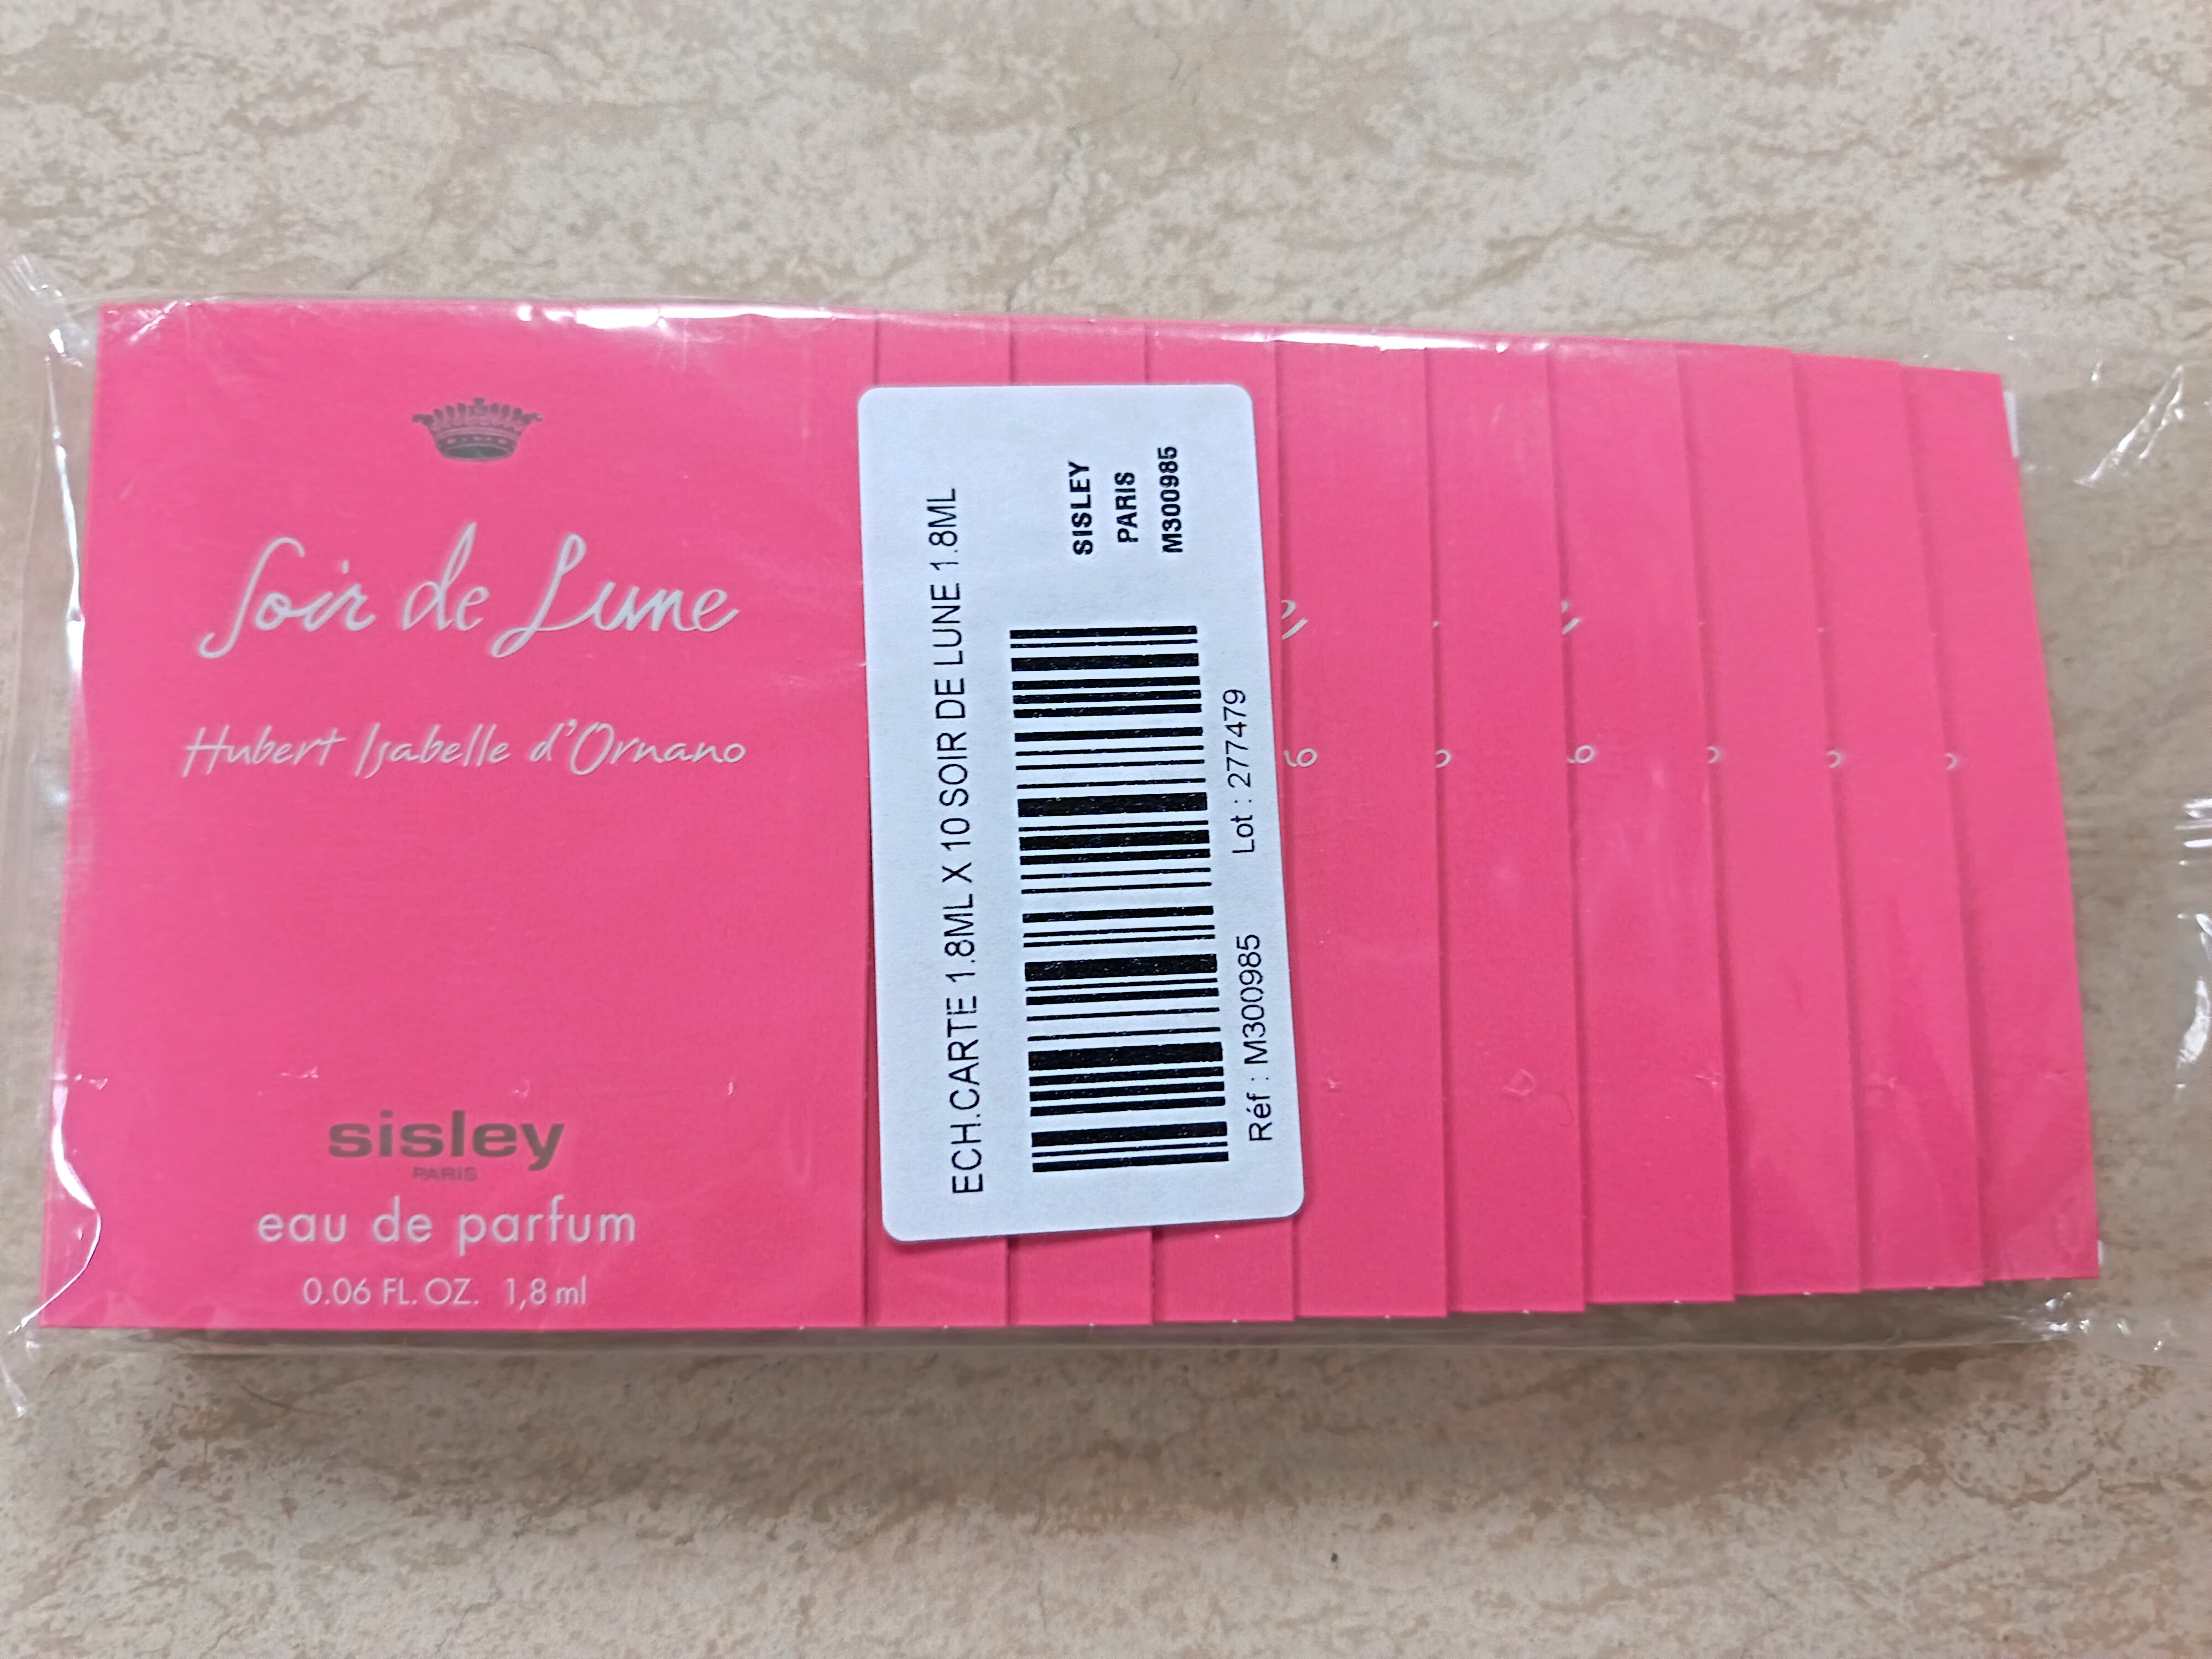 Soir de Lune
Hubert Isabelle d'Ornano
sisley
PARIS
eau de parfum
0.06 FL. OZ. 1,8 ml
ECH.CARTE 1.8ML X 10 SOIR DE LUNE 1.8ML
SISLEY
PARIS
M300985
Réf : M300985 Lot : 277479